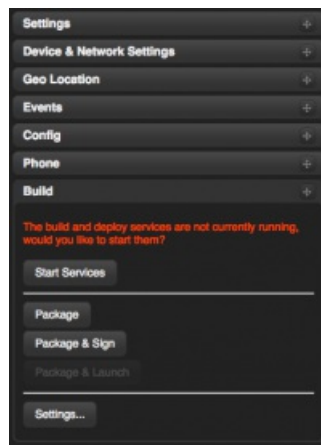 Settings
Device & Network Settings
Geo Location
Events
Config
Phone
Build
The build and deploy services are not currently running,
would you like to start them?
Start Services
Package
Package & Sign
Package & Launch
Settings...